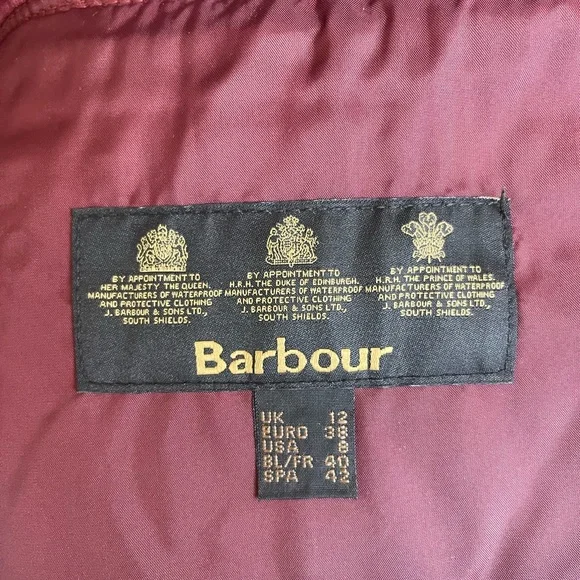 BY APPOINTMENT TO
HER MAJESTY THE QUEEN.
MANUFACTURERS OF WATERPROOF
AND PROTECTIVE CLOTHING
J. BARBOUR & SONS LTD.,
SOUTH SHIELDS.
BY APPOINTMENT TO
H.R.H. THE DUKE OF EDINBURGH.
MANUFACTURERS OF WATERPROOF
AND PROTECTIVE CLOTHING
J. BARBOUR & SONS LTD.,
SOUTH SHIELDS.
BY APPOINTMENT TO
H.R.H. THE PRINCE OF WALES.
MANUFACTURERS OF WATERPROOF
AND PROTECTIVE CLOTHING
J. BARBOUR & SONS LTD.,
SOUTH SHIELDS.
Barbour
UK 12
EURO 38
USA 8
BL/FR 40
SPA 42